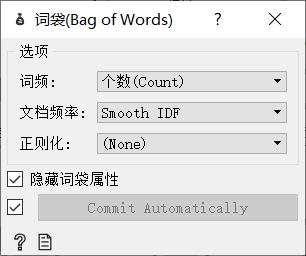 词袋(Bag of Words)
?
选项
词频: 个数(Count)
文档频率: Smooth IDF
正则化: (None)
隐藏词袋属性
Commit Automatically
?